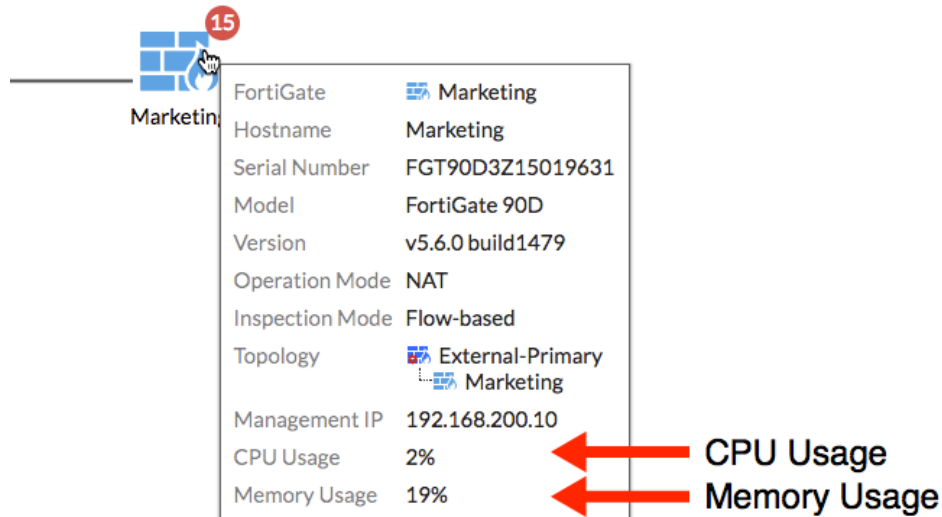 15
Marketing
FortiGate Marketing
Hostname Marketing
Serial Number FGT90D3Z15019631
Model FortiGate 90D
Version v5.6.0 build1479
Operation Mode NAT
Inspection Mode Flow-based
Topology External-Primary
Marketing
Management IP 192.168.200.10
CPU Usage 2% CPU Usage
Memory Usage 19% Memory Usage